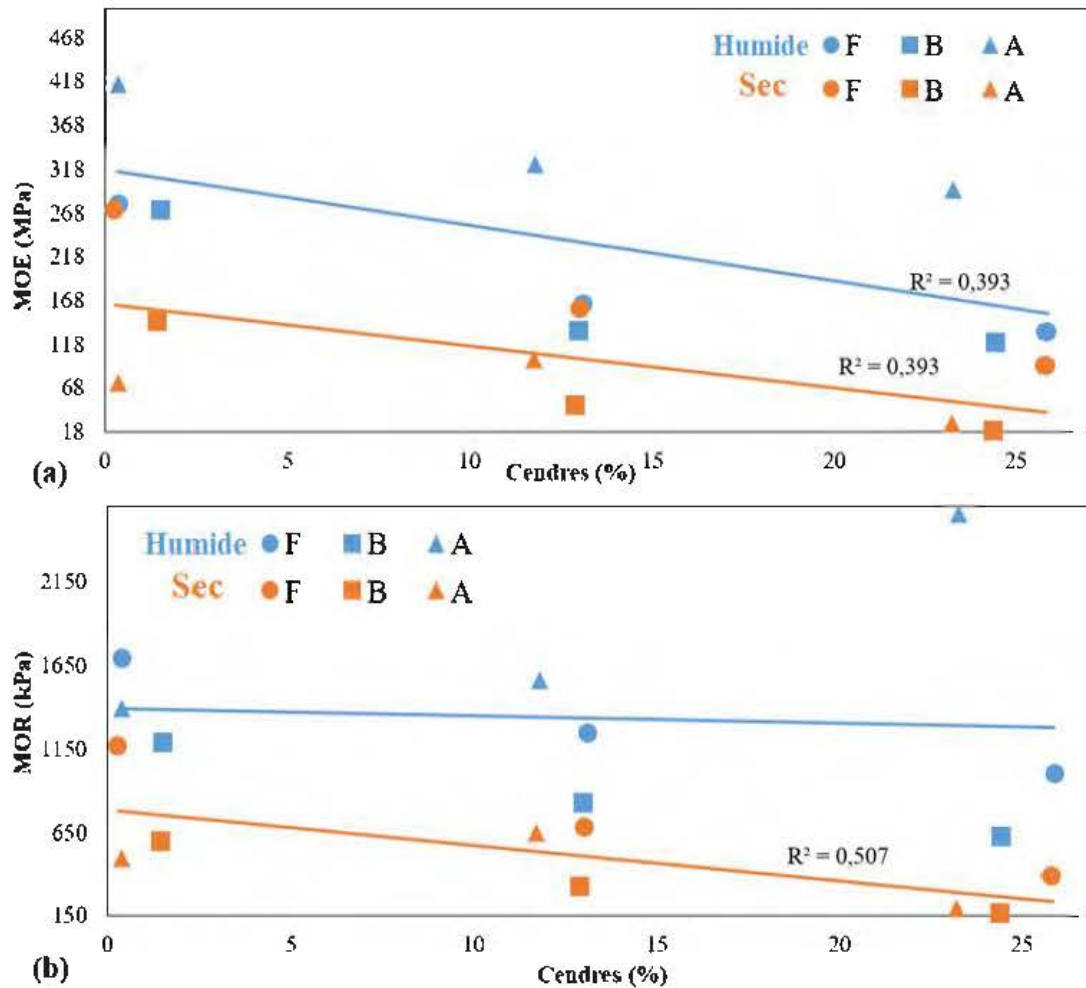 468
Humide F B A
418
Sec F B A
368
318
268
218
168
118
68
18
MOE (MPa)
R² = 0,393
R² = 0,393
0 5 10 15 20 25
(a) Cendres (%)
Humide F B A
2150
Sec F B A
1650
1150
650
150
MOR (kPa)
R² = 0,507
0 5 10 15 20 25
(b) Cendres (%)